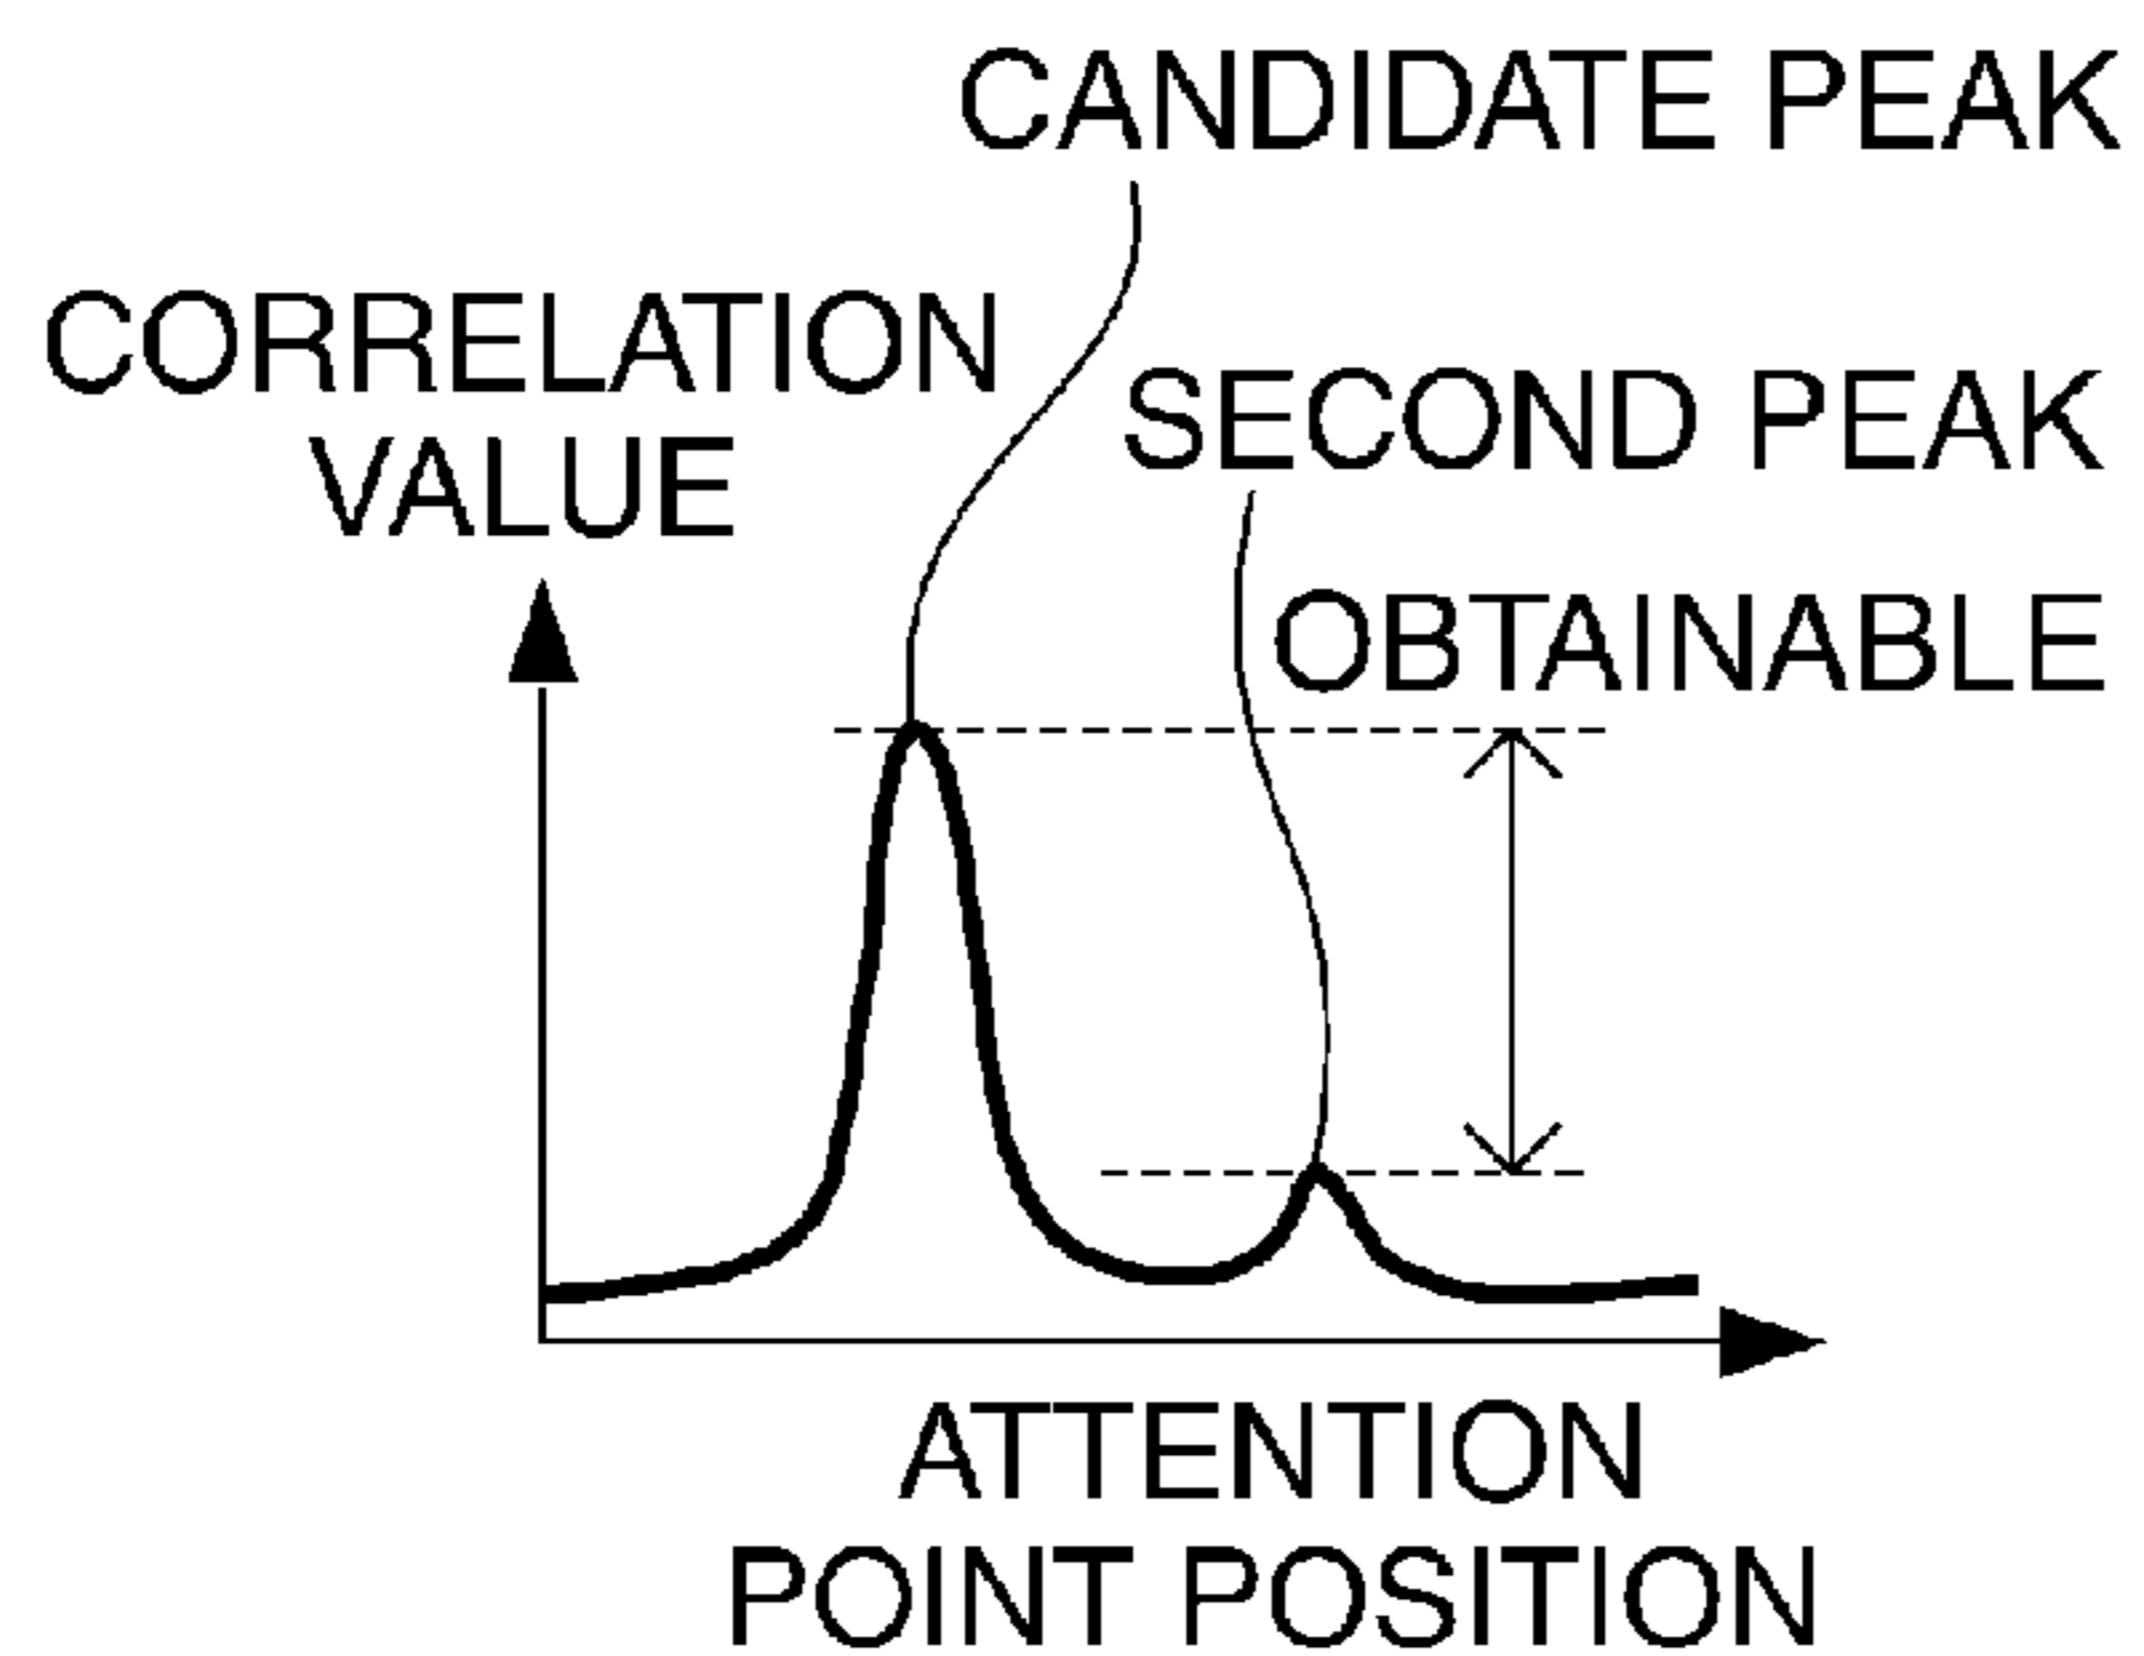 CANDIDATE PEAK
CORRELATION
VALUE
SECOND PEAK
OBTAINABLE
ATTENTION
POINT POSITION